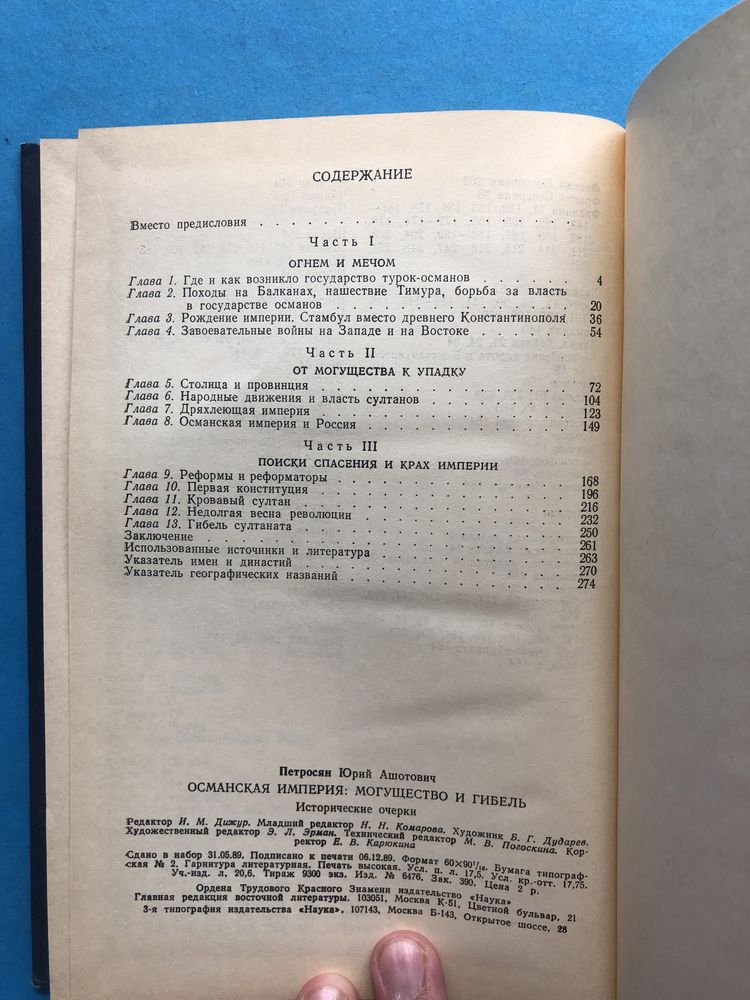 СОДЕРЖАНИЕ
Вместо предисловия . . . . . . . . . . . . . . . . .
Часть I
ОГНЕМ И МЕЧОМ
Глава 1. Где и как возникло государство турок-османов . . . . . . 4
Глава 2. Походы на Балканах, нашествие Тимура, борьба за власть
в государстве османов . . . . . . . . . . . . . . 20
Глава 3. Рождение империи. Стамбул вместо древнего Константинополя 36
Глава 4. Завоевательные войны на Западе и на Востоке . . . . . . 54
Часть II
ОТ МОГУЩЕСТВА К УПАДКУ
Глава 5. Столица и провинция . . . . . . . . . . . . . . 72
Глава 6. Народные движения и власть султанов . . . . . . . . 104
Глава 7. Дряхлеющая империя . . . . . . . . . . . . . . 123
Глава 8. Османская империя и Россия . . . . . . . . . . . . 149
Часть III
ПОИСКИ СПАСЕНИЯ И КРАХ ИМПЕРИИ
Глава 9. Реформы и реформаторы . . . . . . . . . . . . . 168
Глава 10. Первая конституция . . . . . . . . . . . . . . 196
Глава 11. Кровавый султан . . . . . . . . . . . . . . . 216
Глава 12. Недолгая весна революции . . . . . . . . . . . . 232
Глава 13. Гибель султаната . . . . . . . . . . . . . . . 250
Заключение . . . . . . . . . . . . . . . . . . . . 261
Использованные источники и литература . . . . . . . . . . . 263
Указатель имен и династий . . . . . . . . . . . . . . . 270
Указатель географических названий . . . . . . . . . . . . . 274
Петросян Юрий Ашотович
ОСМАНСКАЯ ИМПЕРИЯ: МОГУЩЕСТВО И ГИБЕЛЬ
Исторические очерки
Редактор И. М. Дижур. Младший редактор Н. Н. Комарова. Художник Б. Г. Дударев.
Художественный редактор Э. Л. Эрман. Технический редактор М. В. Погоскина. Кор-
ректор Е. В. Карюкина
Сдано в набор 31.05.89. Подписано к печати 06.12.89. Формат 60×90¹/₁₆. Бумага типограф-
ская № 2. Гарнитура литературная. Печать высокая. Усл. п. л. 17,5. Усл. кр.-отт. 17,75.
Уч.-изд. л. 20,6. Тираж 9300 экз. Изд. № 6476. Зак. 390. Цена 2 р.
Ордена Трудового Красного Знамени издательство «Наука»
Главная редакция восточной литературы. 103051, Москва К-51, Цветной бульвар, 21
3-я типография издательства «Наука». 107143, Москва Б-143, Открытое шоссе, 28